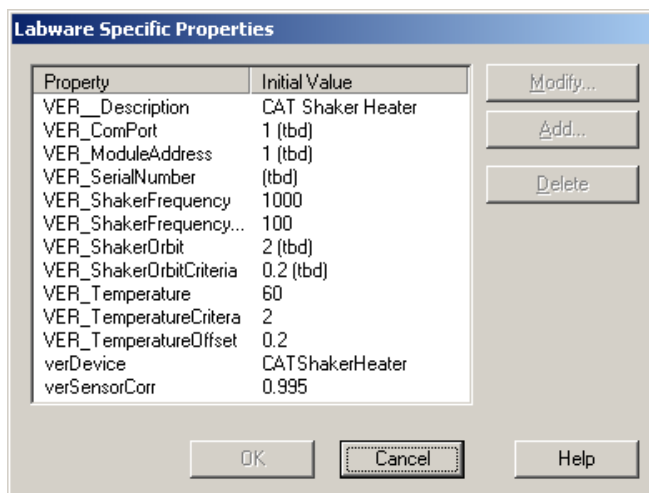 Labware Specific Properties
Property Initial Value
VER__Description CAT Shaker Heater
VER_ComPort 1 (tbd)
VER_ModuleAddress 1 (tbd)
VER_SerialNumber (tbd)
VER_ShakerFrequency 1000
VER_ShakerFrequency... 100
VER_ShakerOrbit 2 (tbd)
VER_ShakerOrbitCriteria 0.2 (tbd)
VER_Temperature 60
VER_TemperatureCritera 2
VER_TemperatureOffset 0.2
verDevice CATShakerHeater
verSensorCorr 0.995
Modify...
Add...
Delete
OK Cancel Help